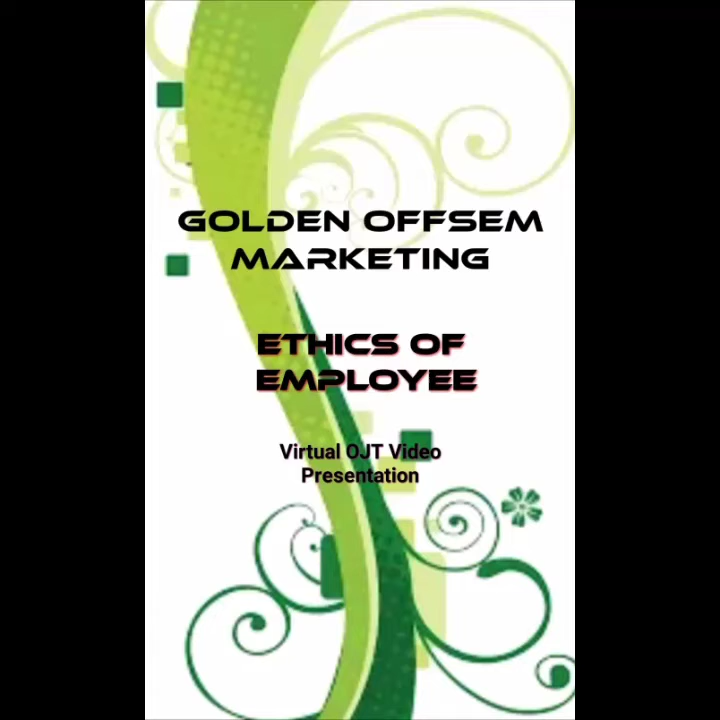 GOLDEN OFFSEM
MARKETING
ETHICS OF
EMPLOYEE
Virtual OJT Video
Presentation